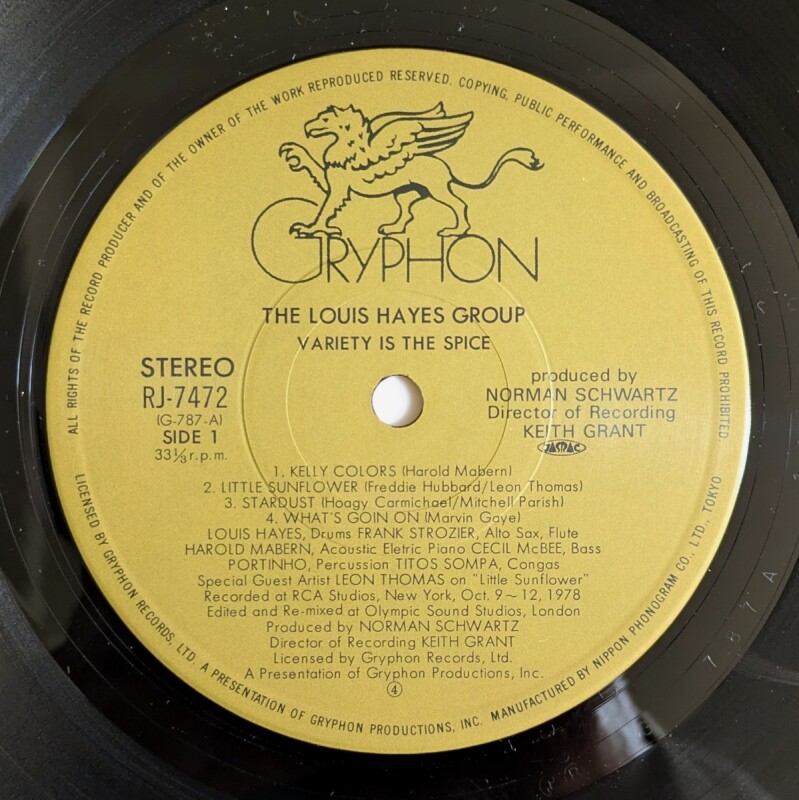 ALL RIGHTS OF THE RECORD PRODUCER AND OF THE OWNER OF THE WORK REPRODUCED RESERVED. COPYING, PUBLIC PERFORMANCE AND BROADCASTING OF THIS RECORD PROHIBITED
GRYPHON
THE LOUIS HAYES GROUP
VARIETY IS THE SPICE
STEREO
RJ-7472
(G-787-A)
SIDE 1
33⅓ r.p.m.
produced by
NORMAN SCHWARTZ
Director of Recording
KEITH GRANT
JASRAC
1. KELLY COLORS (Harold Mabern)
2. LITTLE SUNFLOWER (Freddie Hubbard/Leon Thomas)
3. STARDUST (Hoagy Carmichael/Mitchell Parish)
4. WHAT'S GOIN ON (Marvin Gaye)
LOUIS HAYES, Drums FRANK STROZIER, Alto Sax, Flute
HAROLD MABERN, Acoustic Eletric Piano CECIL McBEE, Bass
PORTINHO, Percussion TITOS SOMPA, Congas
Special Guest Artist LEON THOMAS on "Little Sunflower"
Recorded at RCA Studios, New York, Oct. 9~12, 1978
Edited and Re-mixed at Olympic Sound Studios, London
Produced by NORMAN SCHWARTZ
Director of Recording KEITH GRANT
Licensed by Gryphon Records, Ltd.
A Presentation of Gryphon Productions, Inc.
④
LICENSED BY GRYPHON RECORDS, LTD. A PRESENTATION OF GRYPHON PRODUCTIONS, INC. MANUFACTURED BY NIPPON PHONOGRAM CO., LTD., TOKYO
787A